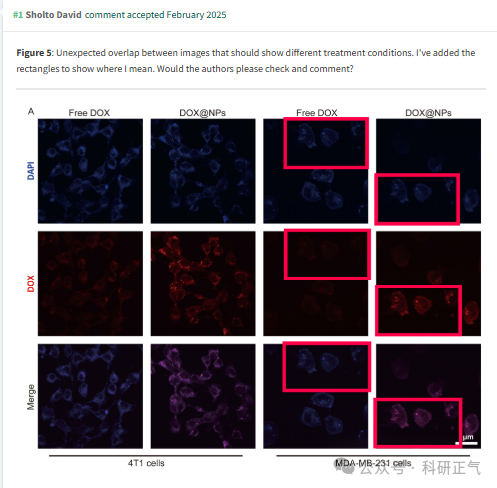 #1 Sholto David comment accepted February 2025
Figure 5: Unexpected overlap between images that should show different treatment conditions. I've added the
rectangles to show where I mean. Would the authors please check and comment?
A
Free DOX DOX@NPs Free DOX DOX@NPs
DAPI
DOX
Merge
μm
4T1 cells MDA-MB-231 cells
公众号 · 科研正气